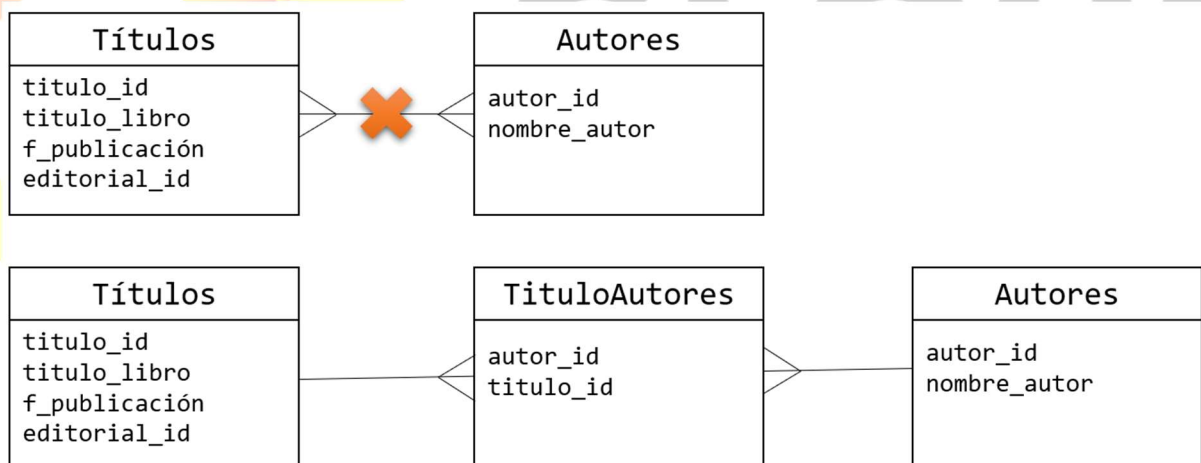 Títulos
titulo_id
titulo_libro
f_publicación
editorial_id
Autores
autor_id
nombre_autor
Títulos
titulo_id
titulo_libro
f_publicación
editorial_id
TituloAutores
autor_id
titulo_id
Autores
autor_id
nombre_autor